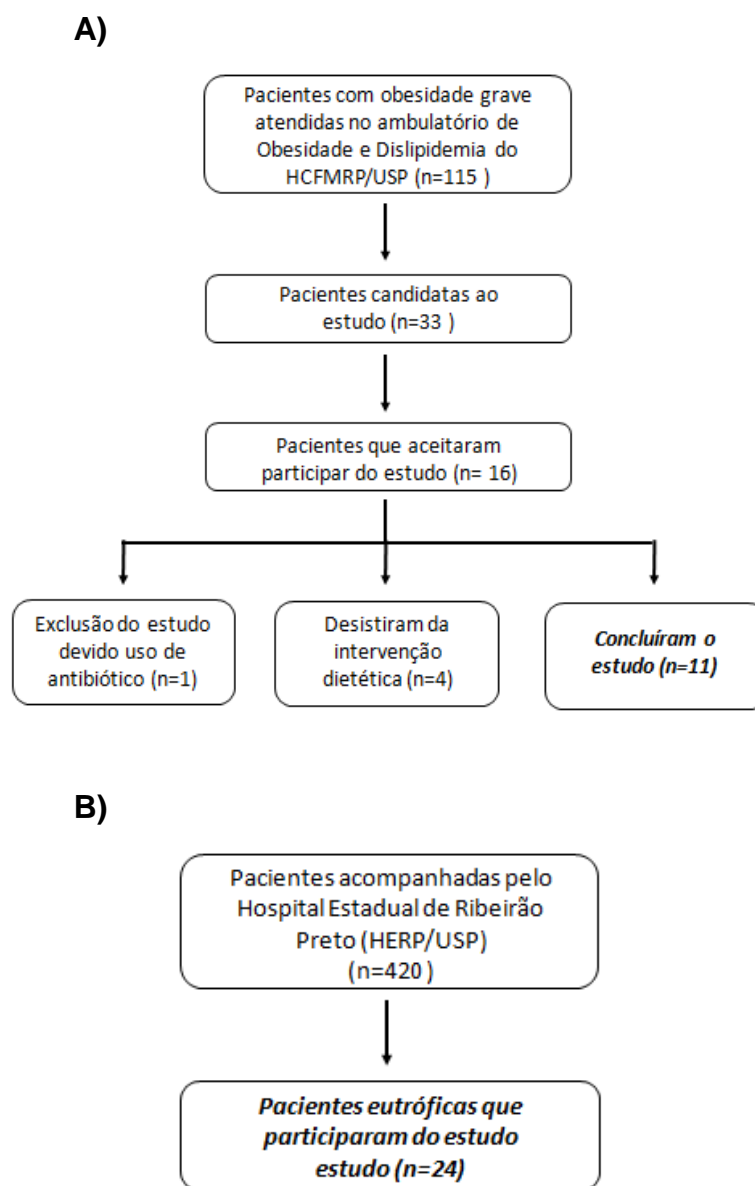 A)
Pacientes com obesidade grave
atendidas no ambulatório de
Obesidade e Dislipidemia do
HCFMRP/USP (n=115 )
Pacientes candidatas ao
estudo (n=33 )
Pacientes que aceitaram
participar do estudo (n= 16)
Exclusão do estudo
devido uso de
antibiótico (n=1)
Desistiram da
intervenção
dietética (n=4)
Concluíram o
estudo (n=11)
B)
Pacientes acompanhadas pelo
Hospital Estadual de Ribeirão
Preto (HERP/USP)
(n=420 )
Pacientes eutróficas que
participaram do estudo
estudo (n=24)